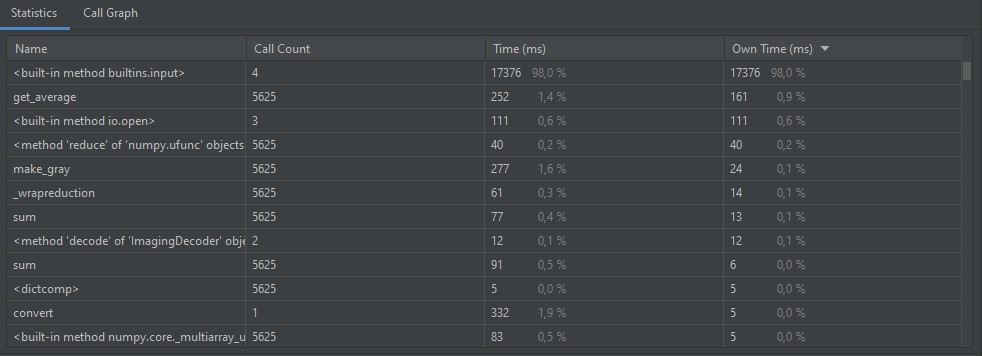 Statistics Call Graph
Name Call Count Time (ms) Own Time (ms)
<built-in method builtins.input> 4 17376 98,0 % 17376 98,0 %
get_average 5625 252 1,4 % 161 0,9 %
<built-in method io.open> 3 111 0,6 % 111 0,6 %
<method 'reduce' of 'numpy.ufunc' objects 5625 40 0,2 % 40 0,2 %
make_gray 5625 277 1,6 % 24 0,1 %
_wrapreduction 5625 61 0,3 % 14 0,1 %
sum 5625 77 0,4 % 13 0,1 %
<method 'decode' of 'ImagingDecoder' obje 2 12 0,1 % 12 0,1 %
sum 5625 91 0,5 % 6 0,0 %
<dictcomp> 5625 5 0,0 % 5 0,0 %
convert 1 332 1,9 % 5 0,0 %
<built-in method numpy.core._multiarray_u 5625 83 0,5 % 5 0,0 %